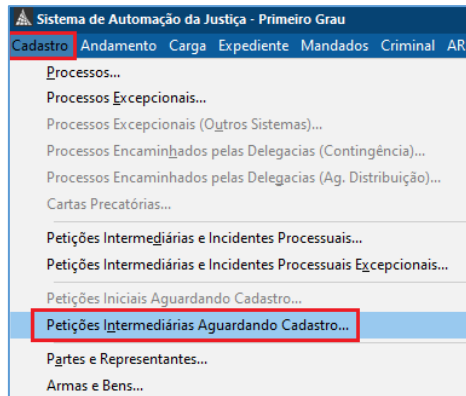 Sistema de Automação da Justiça - Primeiro Grau
Cadastro Andamento Carga Expediente Mandados Criminal AR
Processos...
Processos Excepcionais...
Processos Excepcionais (Outros Sistemas)...
Processos Encaminhados pelas Delegacias (Contingência)...
Processos Encaminhados pelas Delegacias (Ag. Distribuição)...
Cartas Precatórias...
Petições Intermediárias e Incidentes Processuais...
Petições Intermediárias e Incidentes Processuais Excepcionais...
Petições Iniciais Aguardando Cadastro...
Petições Intermediárias Aguardando Cadastro...
Partes e Representantes...
Armas e Bens...